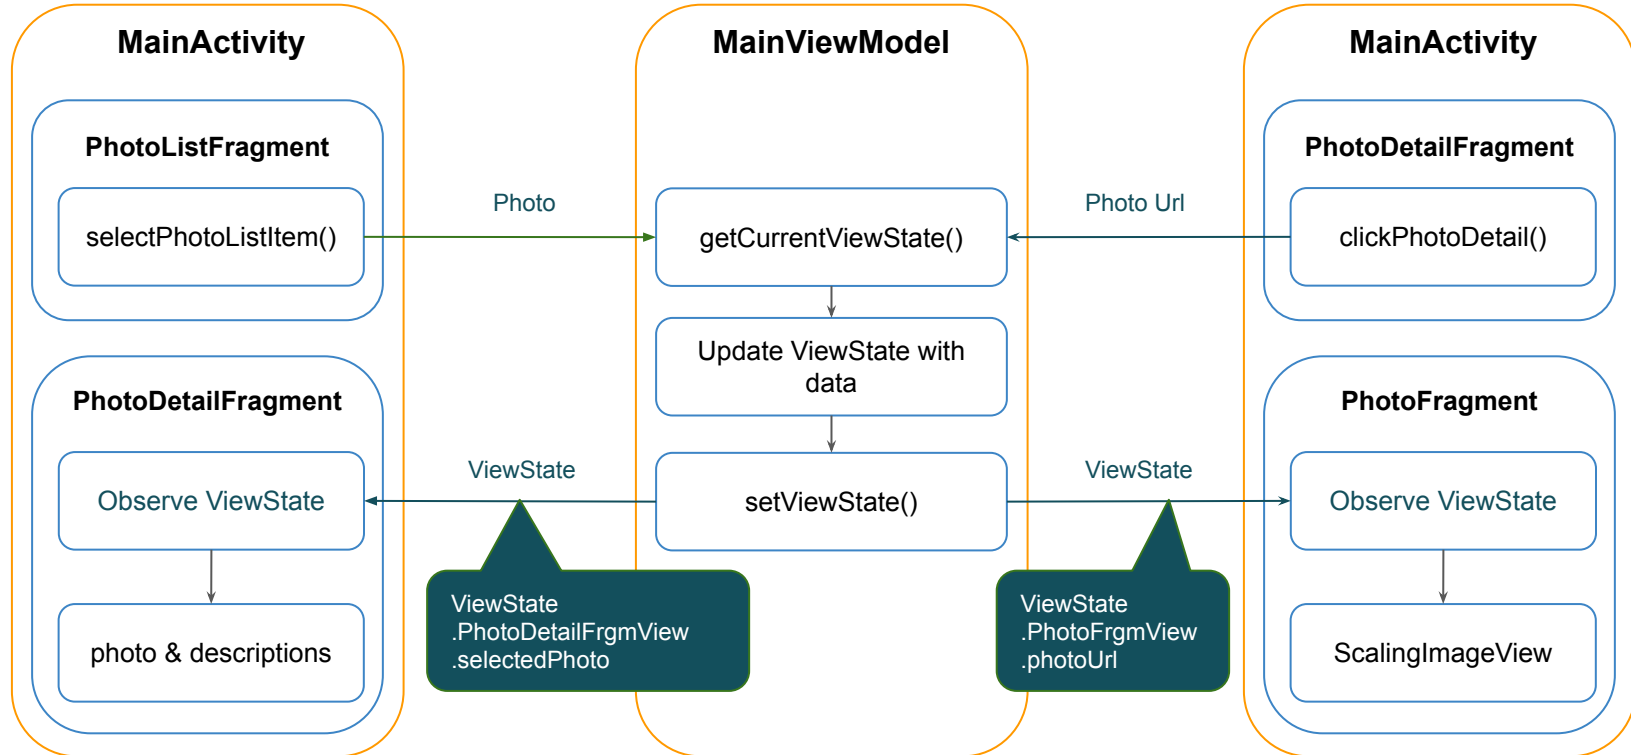 MainActivity
PhotoListFragment
selectPhotoListItem()
PhotoDetailFragment
Observe ViewState
photo & descriptions
Photo
ViewState
ViewState
.PhotoDetailFrgmView
.selectedPhoto
MainViewModel
getCurrentViewState()
Update ViewState with
data
setViewState()
Photo Url
ViewState
ViewState
.PhotoFrgmView
.photoUrl
MainActivity
PhotoDetailFragment
clickPhotoDetail()
PhotoFragment
Observe ViewState
ScalingImageView